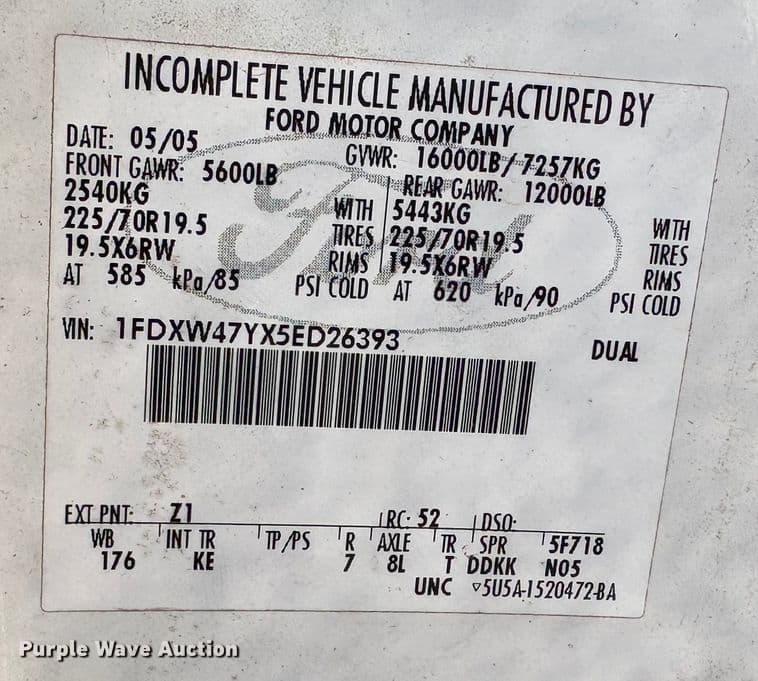 INCOMPLETE VEHICLE MANUFACTURED BY
FORD MOTOR COMPANY
DATE: 05/05 GVWR: 16000LB/7257KG
FRONT GAWR: 5600LB REAR GAWR: 12000LB
2540KG WITH 5443KG WITH
225/70R19.5 TIRES 225/70R19.5 TIRES
19.5X6RW RIMS 19.5X6RW RIMS
AT 585 kPa/85 PSI COLD AT 620 kPa/90 PSI COLD
VIN: 1FDXW47YX5ED26393 DUAL
Ford
EXT PNT: Z1 RC: 52 DSO:
WB INT TR TP/PS R AXLE TR SPR 5F718
176 KE 7 8L T DDKK N05
UNC ▽5U5A-1520472-BA
Purple Wave Auction